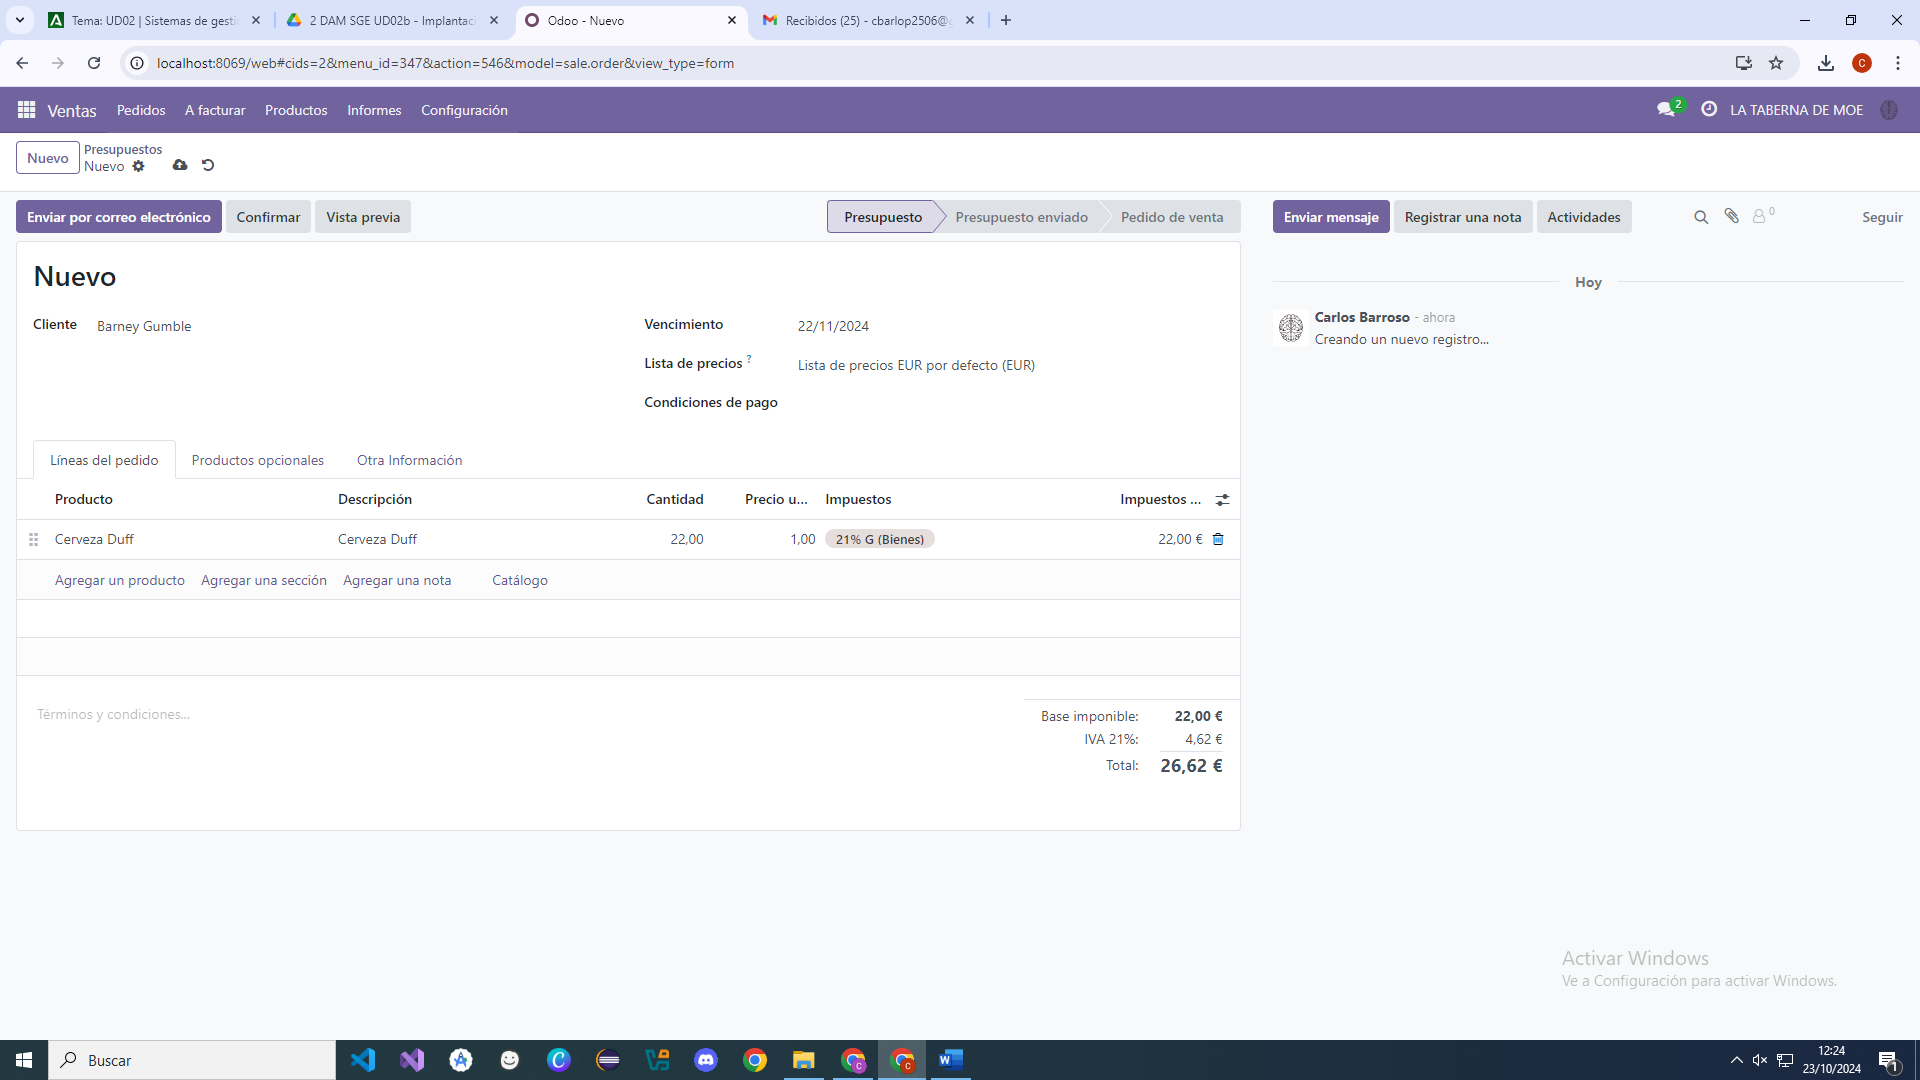 Tema: UD02 | Sistemas de gesti
2 DAM SGE UD02b - Implantaci
Odoo - Nuevo
Recibidos (25) - cbarlop2506@g
localhost:8069/web#cids=2&menu_id=347&action=546&model=sale.order&view_type=form
C
Ventas
Pedidos
A facturar
Productos
Informes
Configuración
2
LA TABERNA DE MOE
Nuevo
Presupuestos
Nuevo
Enviar por correo electrónico
Confirmar
Vista previa
Presupuesto
Presupuesto enviado
Pedido de venta
Enviar mensaje
Registrar una nota
Actividades
0
Seguir
Nuevo
Cliente
Barney Gumble
Vencimiento
22/11/2024
Lista de precios ?
Lista de precios EUR por defecto (EUR)
Condiciones de pago
Hoy
Carlos Barroso - ahora
Creando un nuevo registro...
Líneas del pedido
Productos opcionales
Otra Información
Producto
Descripción
Cantidad
Precio u...
Impuestos
Impuestos ...
Cerveza Duff
Cerveza Duff
22,00
1,00
21% G (Bienes)
22,00 €
Agregar un producto
Agregar una sección
Agregar una nota
Catálogo
Términos y condiciones...
Base imponible: 22,00 €
IVA 21%: 4,62 €
Total: 26,62 €
Activar Windows
Ve a Configuración para activar Windows.
Buscar
12:24
23/10/2024
1